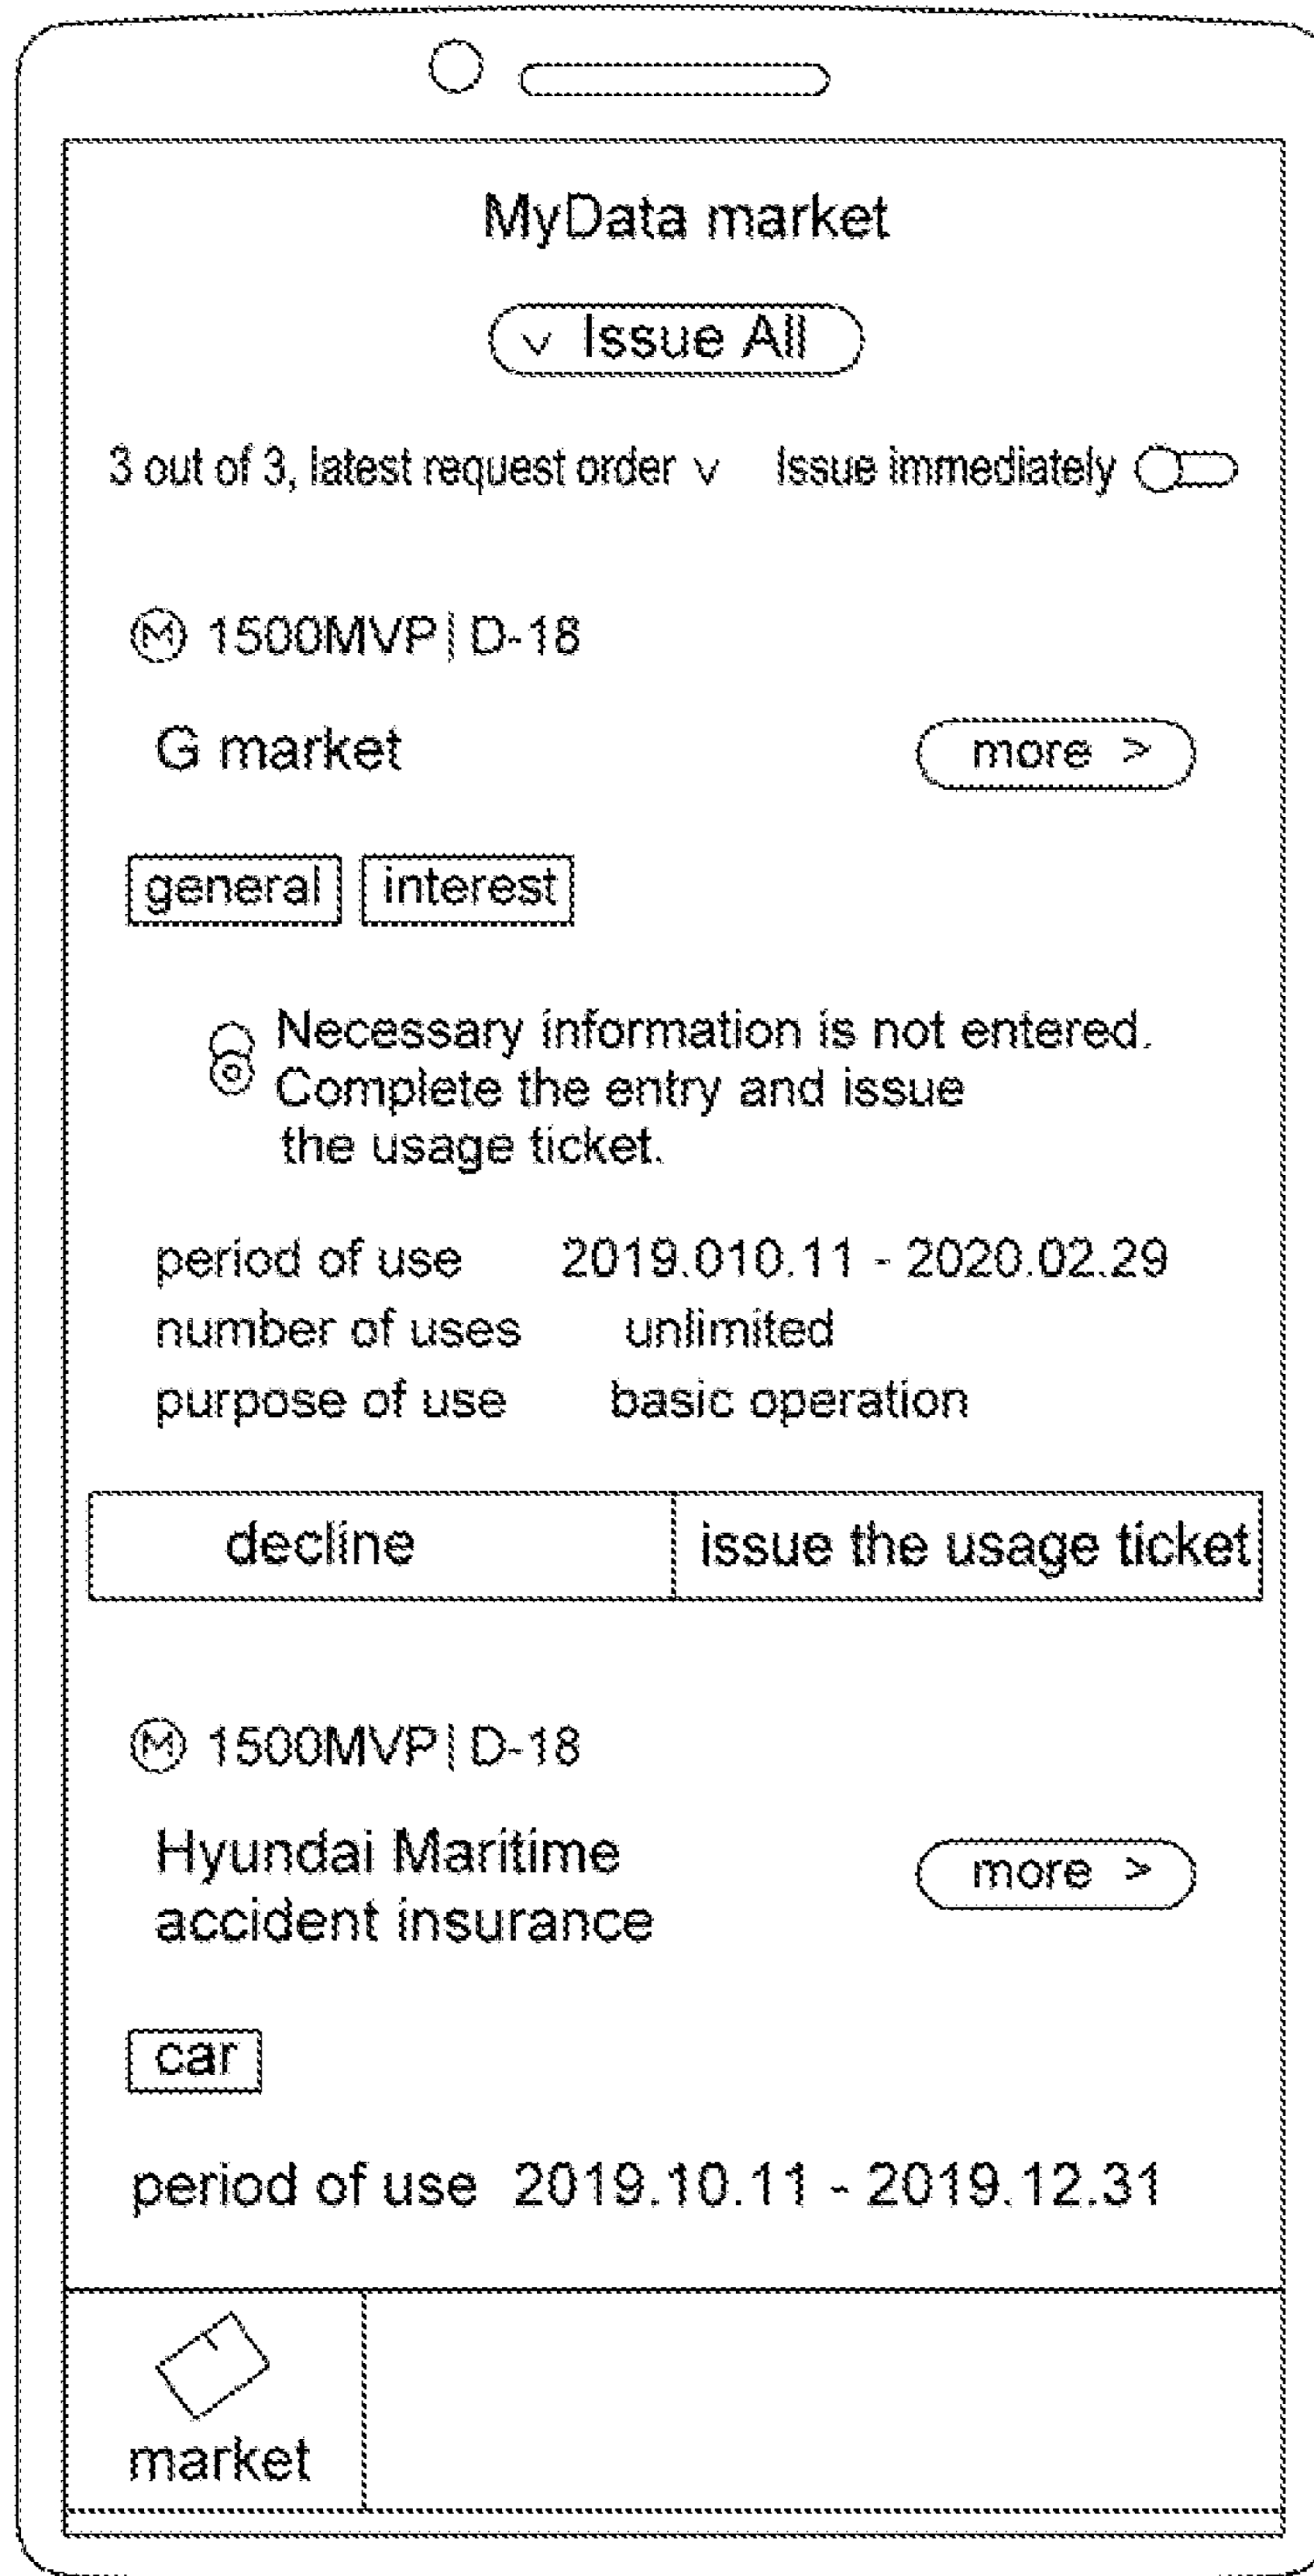 MyData market
v Issue All
3 out of 3, latest request order v Issue immediately
M 1500MVP| D-18
G market more >
general interest
Necessary information is not entered.
Complete the entry and issue
the usage ticket.
period of use 2019.010.11 - 2020.02.29
number of uses unlimited
purpose of use basic operation
decline issue the usage ticket
M 1500MVP| D-18
Hyundai Maritime
accident insurance more >
car
period of use 2019.10.11 - 2019.12.31
market